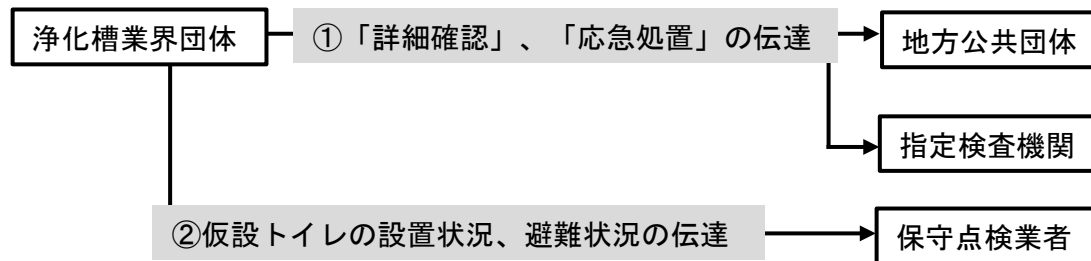 浄化槽業界団体
①「詳細確認」、「応急処置」の伝達
地方公共団体
指定検査機関
②仮設トイレの設置状況、避難状況の伝達
保守点検業者